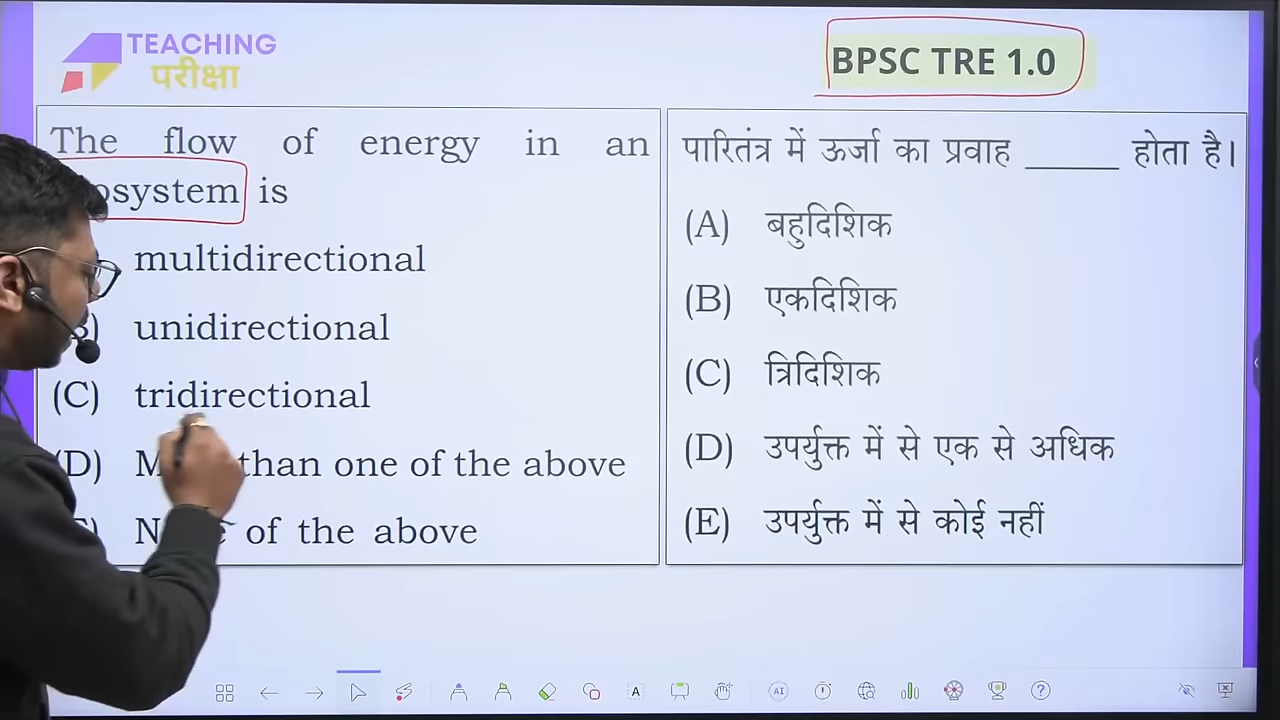 TEACHING
परीक्षा
BPSC TRE 1.0
The flow of energy in an
osystem is
multidirectional
unidirectional
(C) tridirectional
D) than one of the above
of the above
पारितंत्र में ऊर्जा का प्रवाह ______ होता है।
(A) बहुदिशिक
(B) एकदिशिक
(C) त्रिदिशिक
(D) उपर्युक्त में से एक से अधिक
(E) उपर्युक्त में से कोई नहीं
A
AI
?